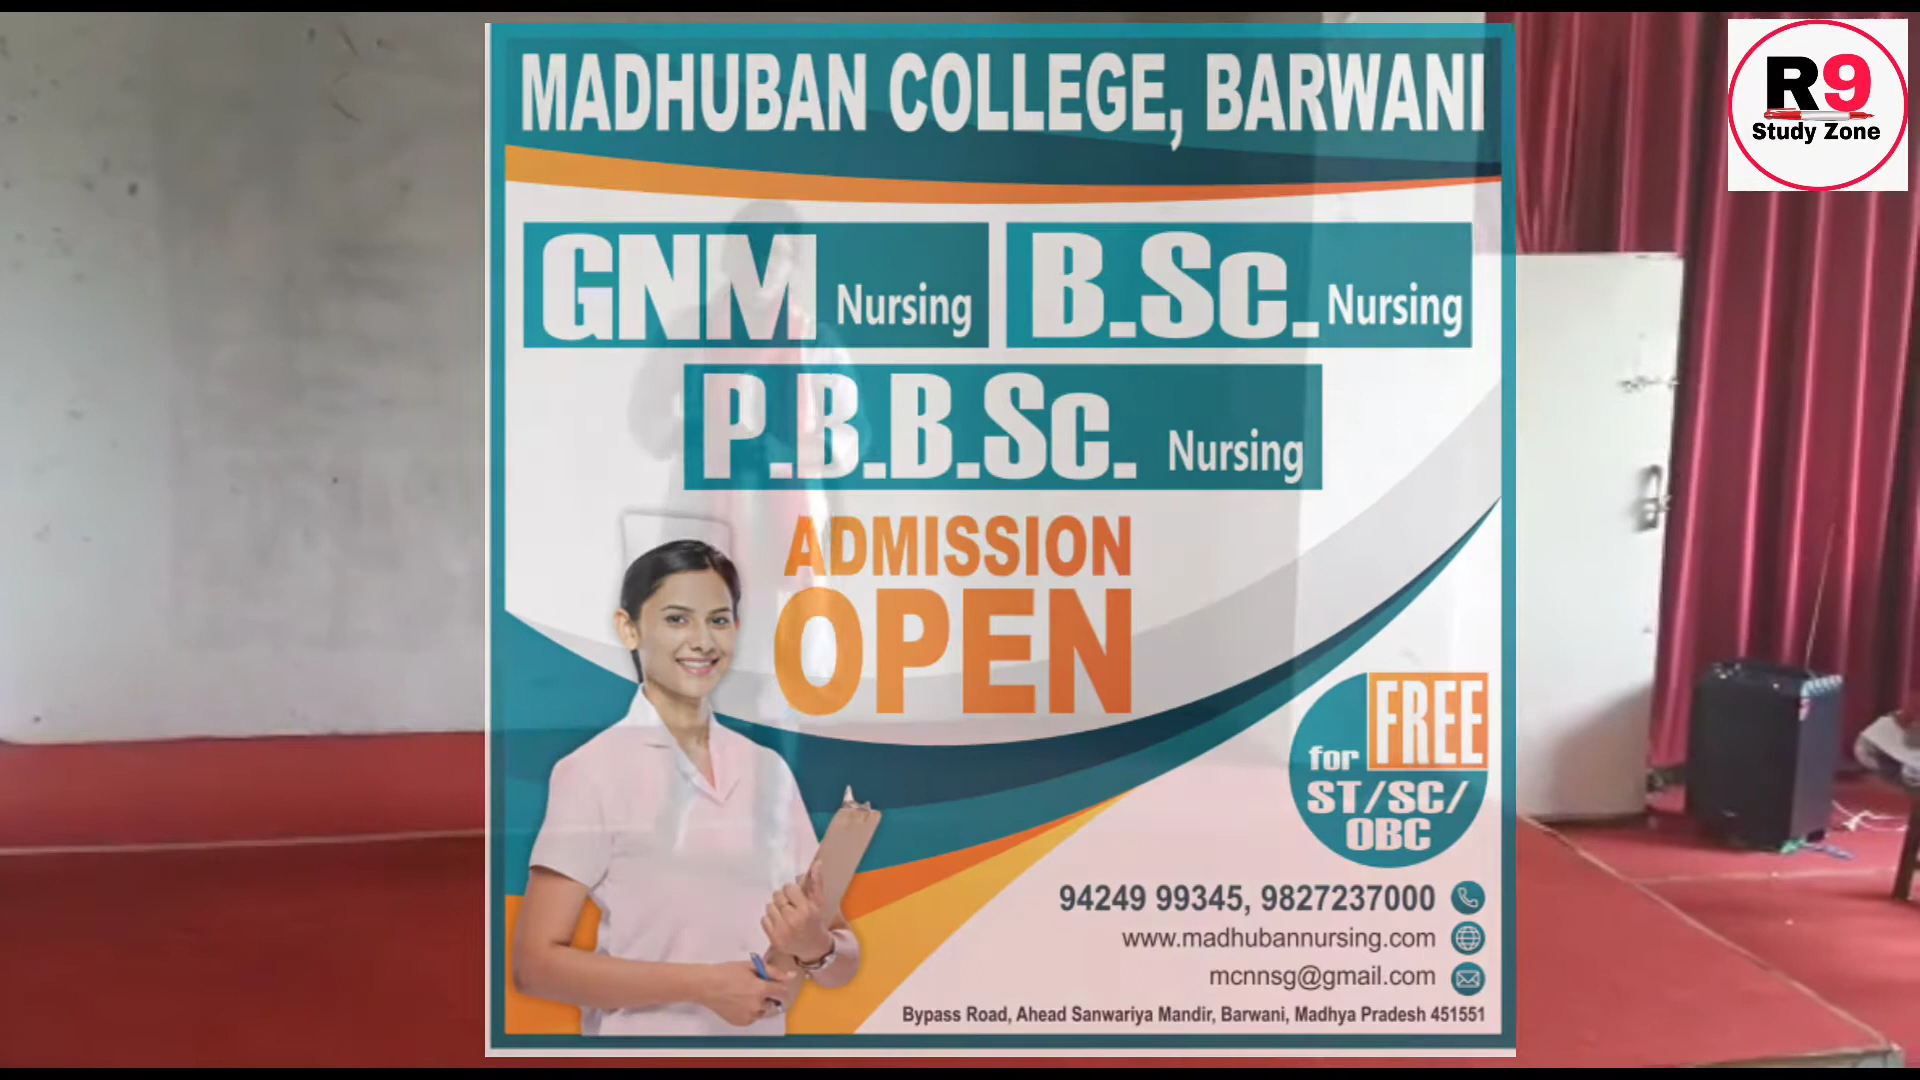 MADHUBAN COLLEGE, BARWANI
R9
Study Zone
GNM Nursing
B.Sc. Nursing
P.B.B.Sc. Nursing
ADMISSION
OPEN
FREE
for
ST/SC/
OBC
94249 99345, 9827237000
www.madhubannursing.com
mcnnsg@gmail.com
Bypass Road, Ahead Sanwariya Mandir, Barwani, Madhya Pradesh 451551